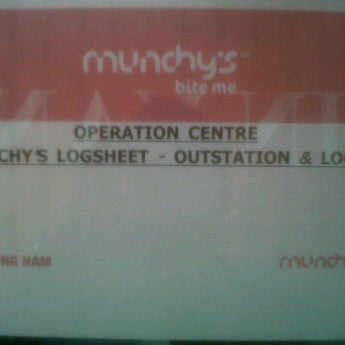 munchy's
bite me
OPERATION CENTRE
CHY'S LOGSHEET - OUTSTATION & LO
NG NAM
munch